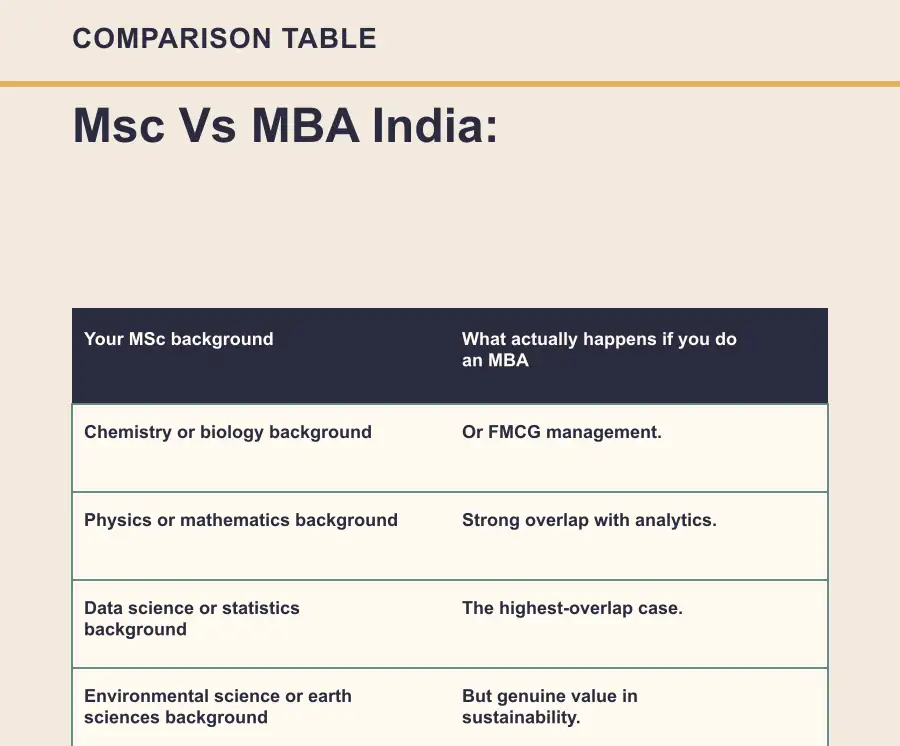 COMPARISON TABLE
Msc Vs MBA India:
Your MSc background
What actually happens if you do
an MBA
Chemistry or biology background
Or FMCG management.
Physics or mathematics background
Strong overlap with analytics.
Data science or statistics
background
The highest-overlap case.
Environmental science or earth
sciences background
But genuine value in
sustainability.